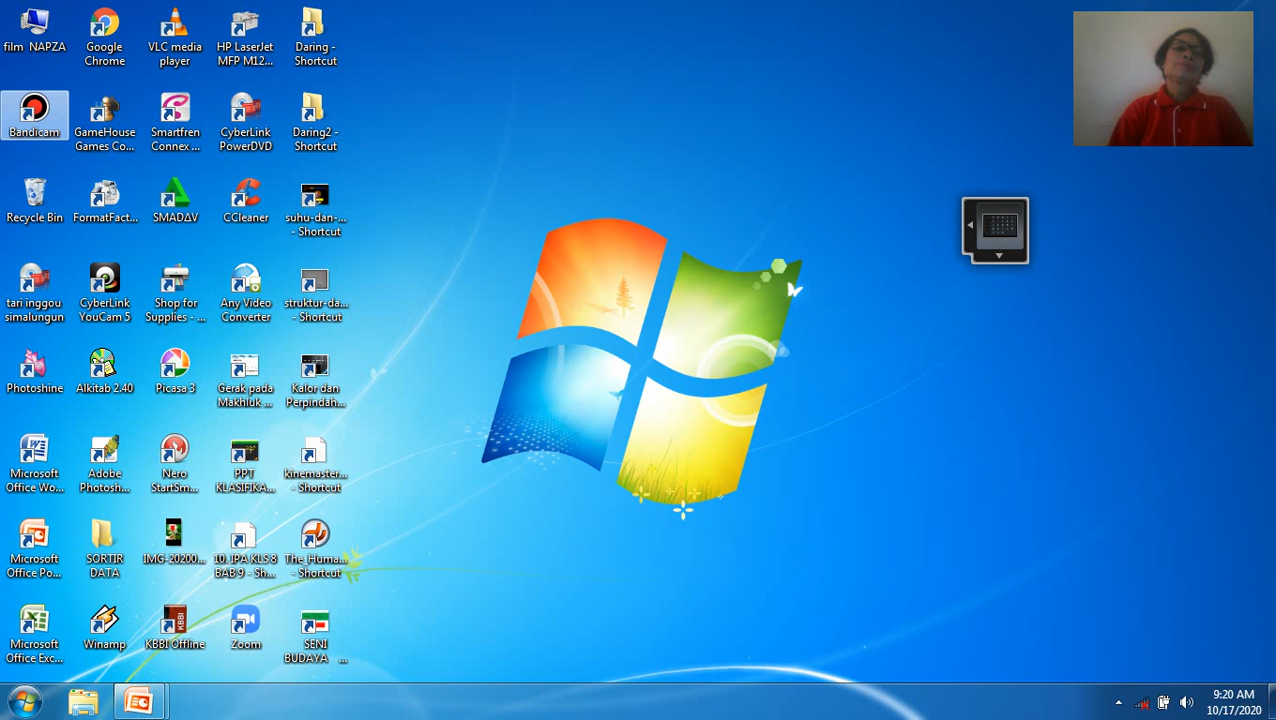 film NAPZA
Google
Chrome
VLC media
player
HP LaserJet
MFP M12...
Daring -
Shortcut
Bandicam
GameHouse
Games Co...
Smartfren
Connex ...
CyberLink
PowerDVD
Daring2 -
Shortcut
Recycle Bin
FormatFact...
SMADΔV
CCleaner
suhu-dan-...
- Shortcut
tari inggou
simalungun
CyberLink
YouCam 5
Shop for
Supplies - ...
Any Video
Converter
struktur-da...
- Shortcut
Photoshine
Alkitab 2.40
Picasa 3
Gerak pada
Makhluk ...
Kalor dan
Perpindah...
Microsoft
Office Wo...
Adobe
Photosh...
Nero
StartSm...
PPT
KLASIFIKA...
kinemaster...
- Shortcut
Microsoft
Office Po...
SORTIR
DATA
IMG-20200...
10. IPA KLS 8
BAB 9 - Sh...
The_Huma...
- Shortcut
Microsoft
Office Exc...
Winamp
KBBI Offline
Zoom
SENI
BUDAYA ...
9:20 AM
10/17/2020